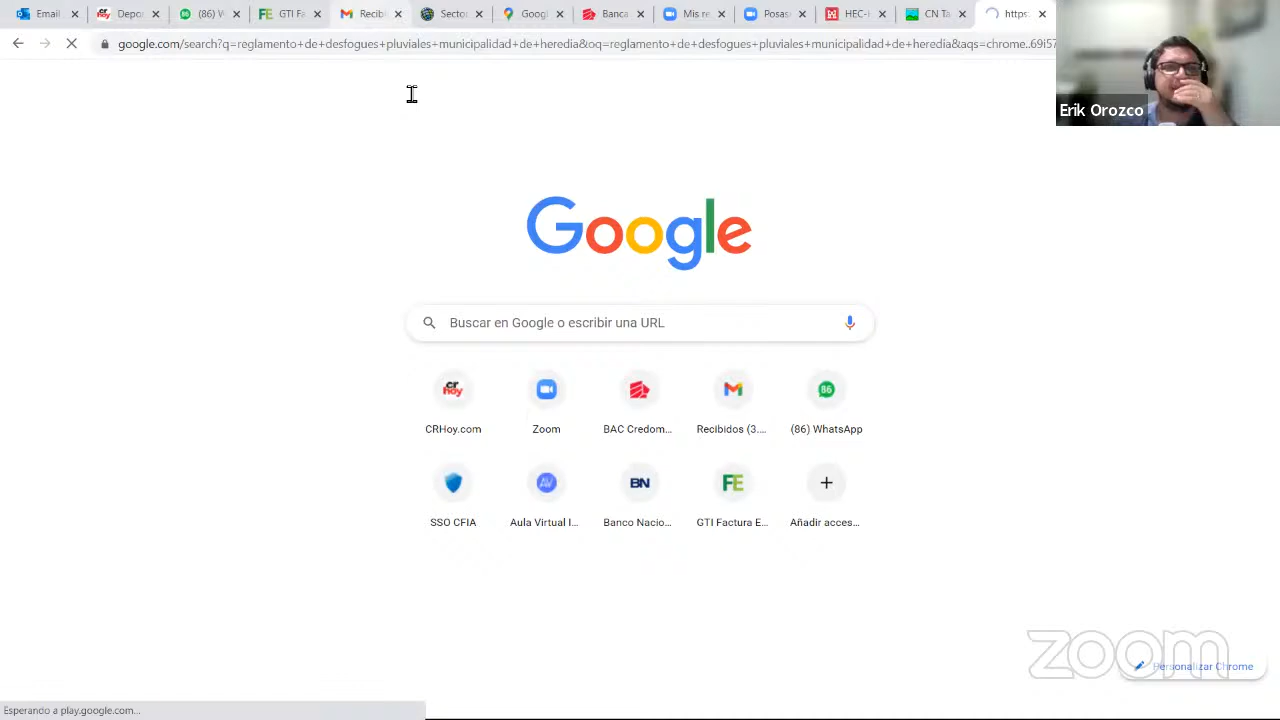 Email
Depo
(86)
GTI F
Recib
Secto
Googl
Banca
Mis re
Posas
HEC-I
CN Ta
https:
google.com/search?q=reglamento+de+desfogues+pluviales+municipalidad+de+heredia&oq=reglamento+de+desfogues+pluviales+municipalidad+de+heredia&aqs=chrome..69i57
Erik Orozco
Google
Buscar en Google o escribir una URL
CRHoy.com
Zoom
BAC Credom...
Recibidos (3....
(86) WhatsApp
SSO CFIA
Aula Virtual I...
Banco Nacio...
GTI Factura E...
Añadir acces...
zoom
Personalizar Chrome
Esperando a play.google.com...